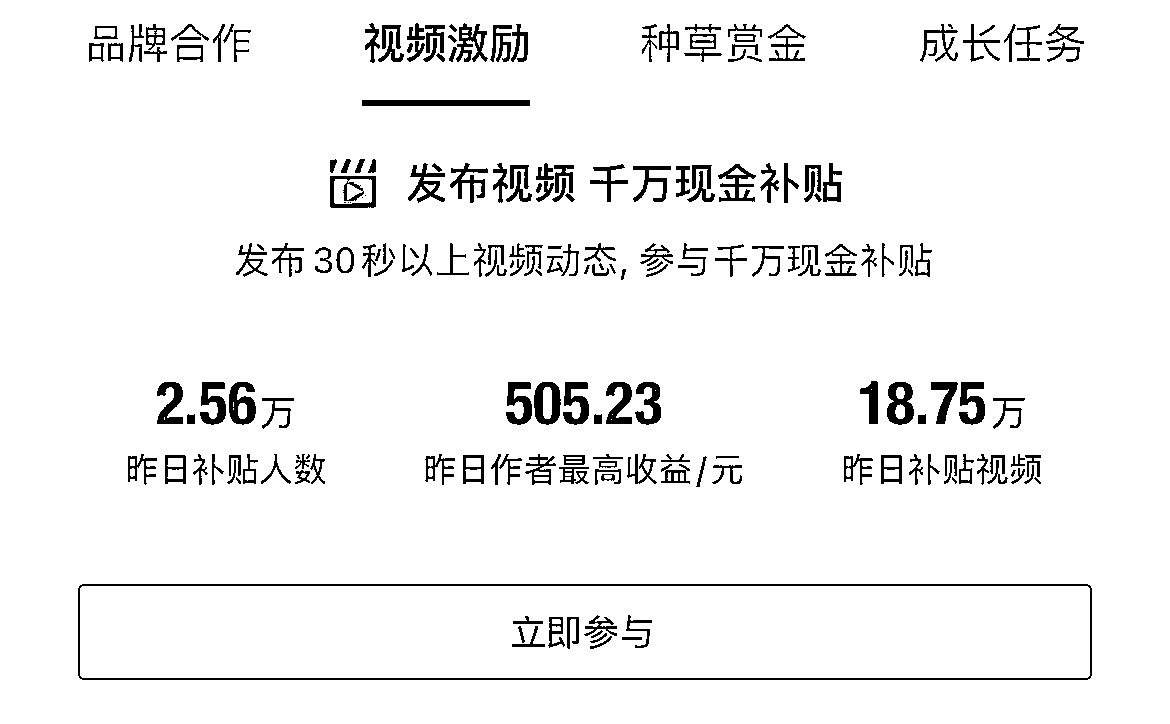 品牌合作 视频激励 种草赏金 成长任务
发布视频 千万现金补贴
发布30秒以上视频动态, 参与千万现金补贴
2.56万 505.23 18.75万
昨日补贴人数 昨日作者最高收益/元 昨日补贴视频
立即参与